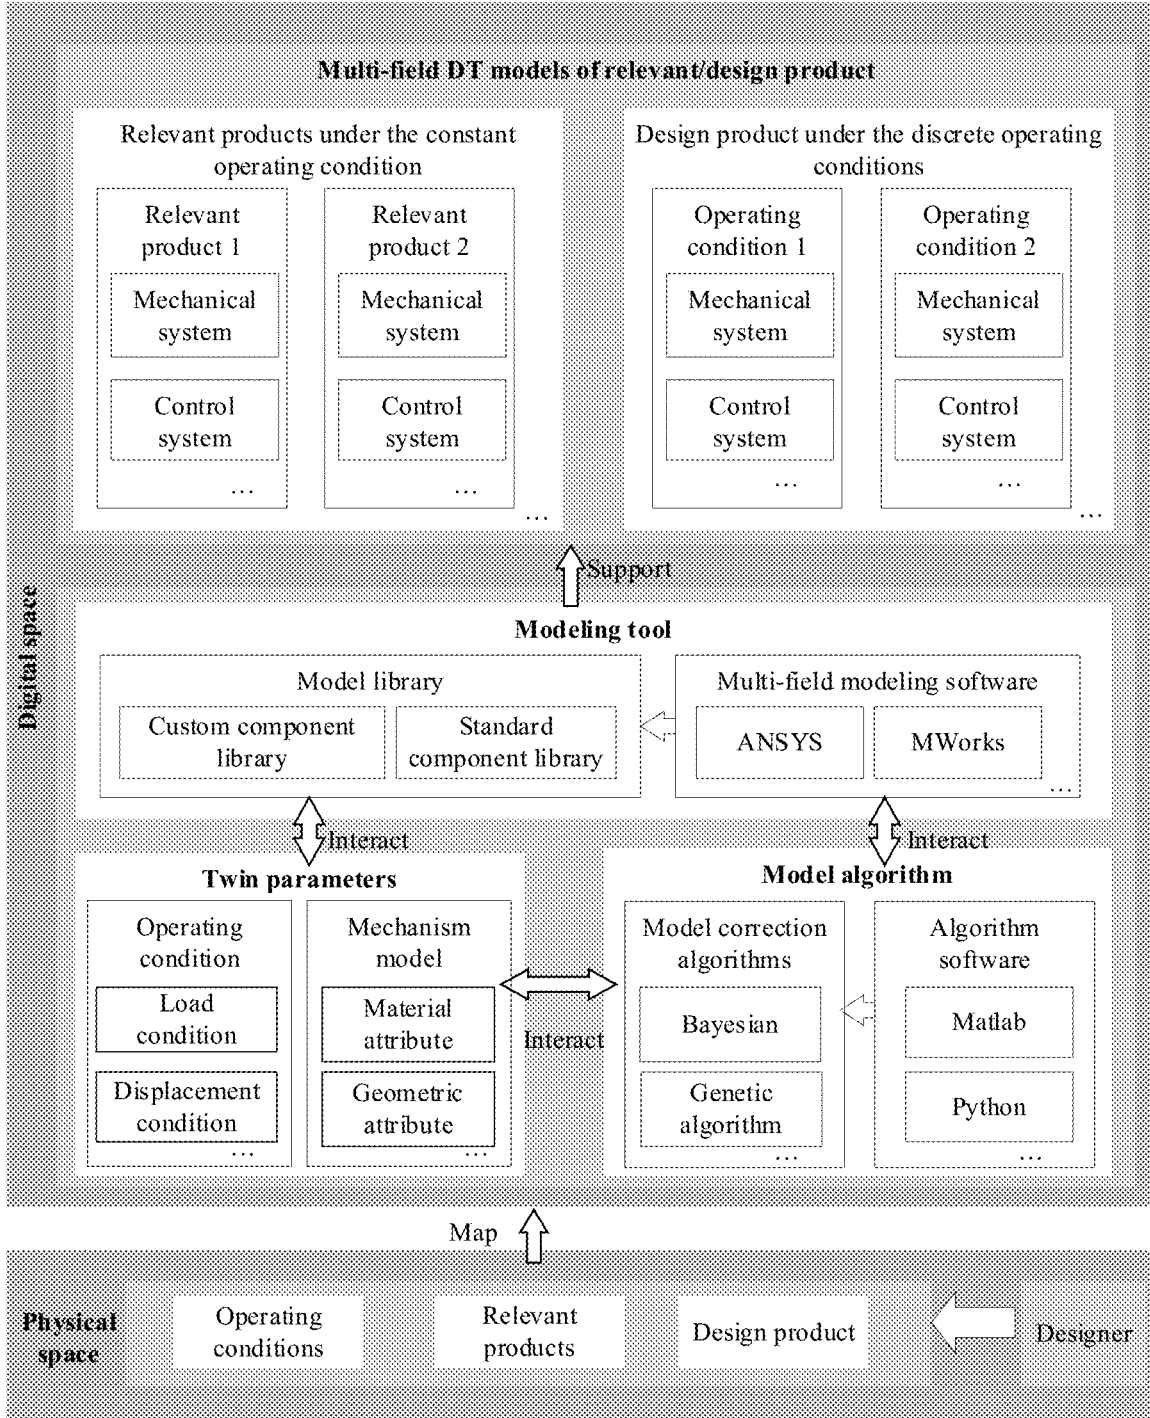 Multi-field DT models of relevant/design product
Relevant products under the constant
operating condition
Relevant
product 1
Mechanical
system
Control
system
...
Relevant
product 2
Mechanical
system
Control
system
...
...
Design product under the discrete operating
conditions
Operating
condition 1
Mechanical
system
Control
system
...
Operating
condition 2
Mechanical
system
Control
system
...
...
Support
Digital space
Modeling tool
Model library
Custom component
library
Standard
component library
Multi-field modeling software
ANSYS
MWorks
...
Interact
Interact
Twin parameters
Operating
condition
Load
condition
Displacement
condition
...
Mechanism
model
Material
attribute
Geometric
attribute
...
Interact
Model algorithm
Model correction
algorithms
Bayesian
Genetic
algorithm
...
Algorithm
software
Matlab
Python
...
Map
Physical
space
Operating
conditions
Relevant
products
Design product
Designer